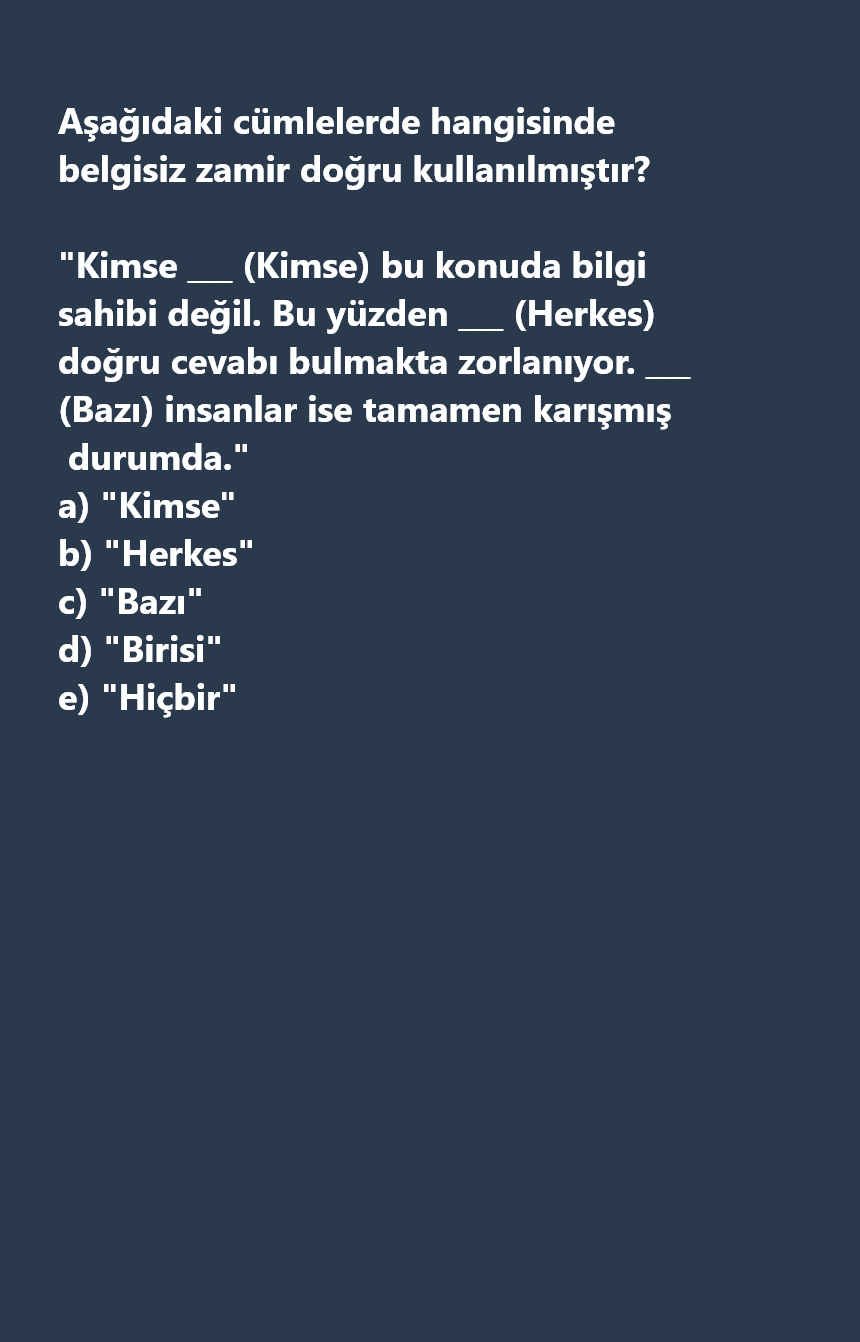 Aşağıdaki cümlelerde hangisinde
belgisiz zamir doğru kullanılmıştır?
"Kimse ___ (Kimse) bu konuda bilgi
sahibi değil. Bu yüzden ___ (Herkes)
doğru cevabı bulmakta zorlanıyor. ___
(Bazı) insanlar ise tamamen karışmış
durumda."
a) "Kimse"
b) "Herkes"
c) "Bazı"
d) "Birisi"
e) "Hiçbir"